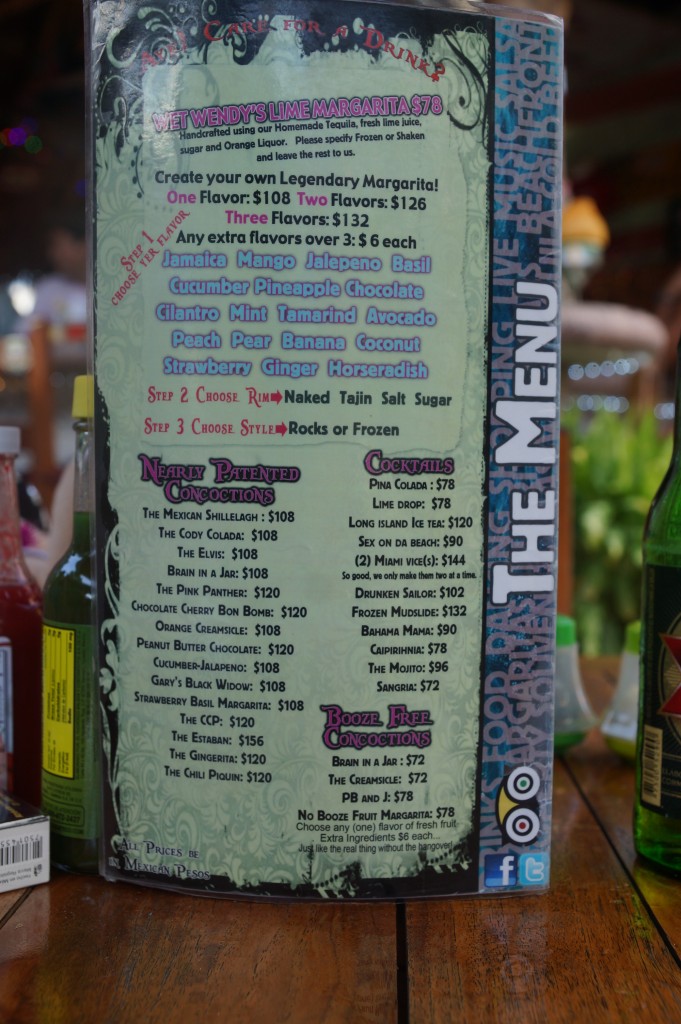 Care for a Drink?
WET WENDY'S LIME MARGARITA $78
Handcrafted using our Homemade Tequila, fresh lime juice,
sugar and Orange Liquor. Please specify Frozen or Shaken
and leave the rest to us.
Create your own Legendary Margarita!
One Flavor: $108 Two Flavors: $126
Three Flavors: $132
Any extra flavors over 3: $6 each
Step 1
choose yer flavor
Jamaica Mango Jalepeno Basil
Cucumber Pineapple Chocolate
Cilantro Mint Tamarind Avocado
Peach Pear Banana Coconut
Strawberry Ginger Horseradish
Step 2 Choose Rim Naked Tajin Salt Sugar
Step 3 Choose Style Rocks or Frozen
Nearly Patented
Concoctions
The Mexican Shillelagh : $108
The Cody Colada: $108
The Elvis: $108
Brain in a Jar: $108
The Pink Panther: $120
Chocolate Cherry Bon Bomb: $120
Orange Creamsicle: $108
Peanut Butter Chocolate: $120
Cucumber-Jalapeno: $108
Gary's Black Widow: $108
Strawberry Basil Margarita: $108
The CCP: $120
The Estaban: $156
The Gingerita: $120
The Chili Piquin: $120
Cocktails
Pina Colada : $78
Lime drop: $78
Long island Ice tea: $120
Sex on da beach: $90
(2) Miami vice(s): $144
So good, we only make them two at a time.
Drunken Sailor: $102
Frozen Mudslide: $132
Bahama Mama: $90
Caipirihnia: $78
The Mojito: $96
Sangria: $72
Booze Free
Concoctions
Brain in a Jar : $72
The Creamsicle: $72
PB and J: $78
No Booze Fruit Margarita: $78
Choose any (one) flavor of fresh fruit
Extra Ingredients $6 each...
Just like the real thing without the hangover!
All Prices be
in Mexican Pesos
The Menu